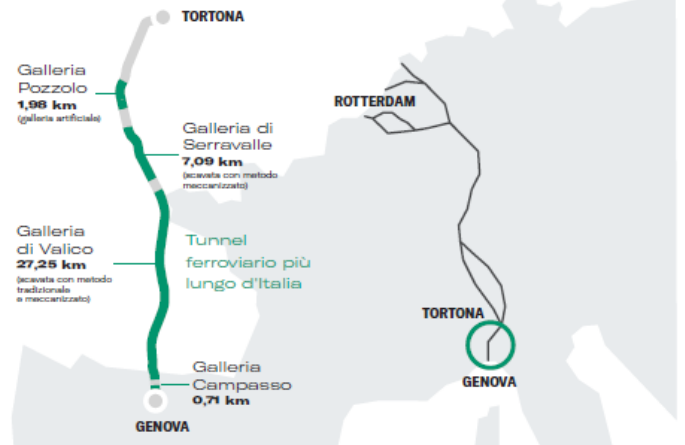 TORTONA
Galleria
Pozzolo
1,98 km
(galleria artificiale)
Galleria di
Serravalle
7,09 km
(scavata con metodo
meccanizzato)
Galleria
di Valico
27,25 km
(scavata con metodo
tradizionale
e meccanizzato)
Tunnel
ferroviario più
lungo d'Italia
Galleria
Campasso
0,71 km
GENOVA
ROTTERDAM
TORTONA
GENOVA